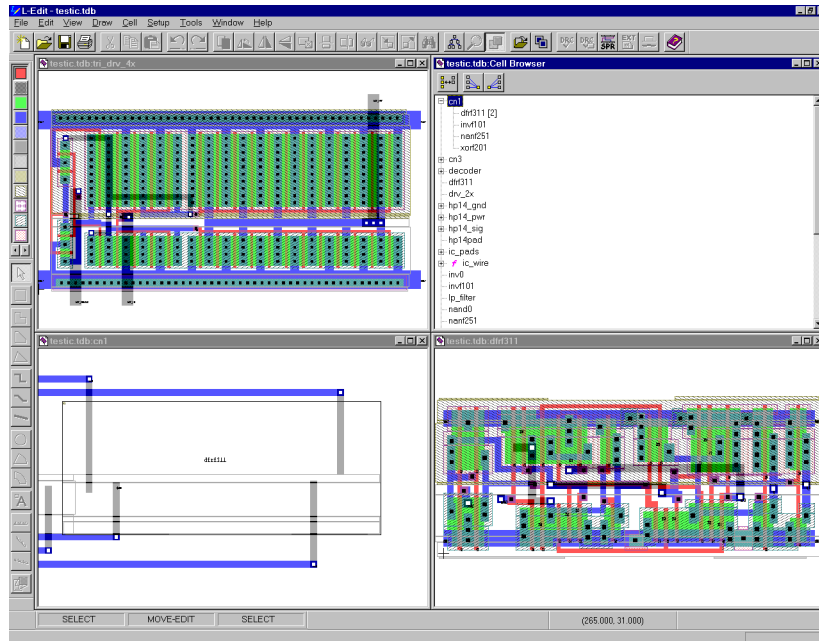 L-Edit - testic.tdb
File Edit View Draw Cell Setup Tools Window Help
DRC DRC SPR EXT
testic.tdb:tri_drv_4x
testic.tdb:Cell Browser
cn1
dfrf311 [2]
invf101
nanf251
xorf201
cn3
decoder
dfrf311
drv_2x
hp14_gnd
hp14_pwr
hp14_sig
hp14pad
ic_pads
f ic_wire
inv0
invf101
lp_filter
nand0
nanf251
testic.tdb:cn1
testic.tdb:dfrf311
dfrf311
A
SELECT MOVE-EDIT SELECT (265.000, 31.000)